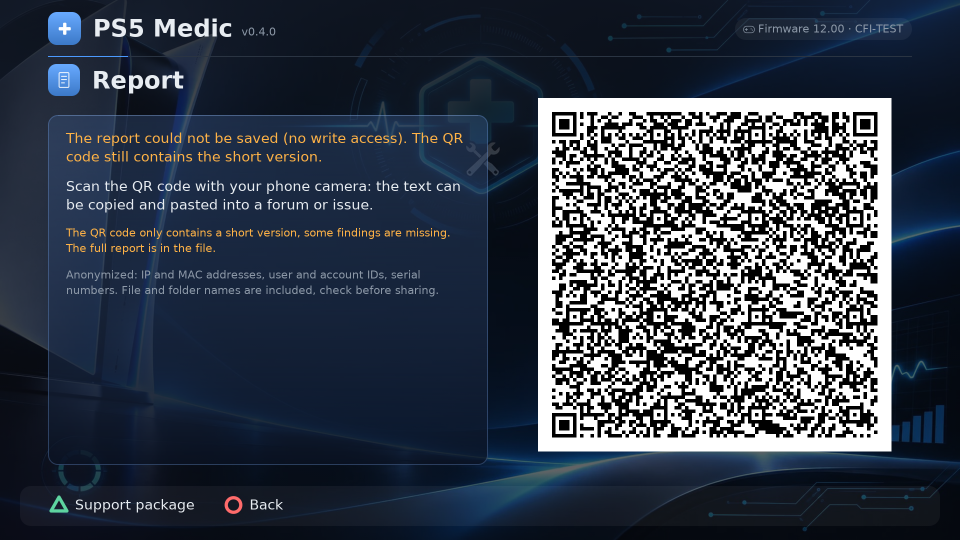 PS5 Medic v0.4.0
Firmware 12.00 · CFI-TEST
Report
The report could not be saved (no write access). The QR
code still contains the short version.
Scan the QR code with your phone camera: the text can
be copied and pasted into a forum or issue.
The QR code only contains a short version, some findings are missing.
The full report is in the file.
Anonymized: IP and MAC addresses, user and account IDs, serial
numbers. File and folder names are included, check before sharing.
Support package
Back